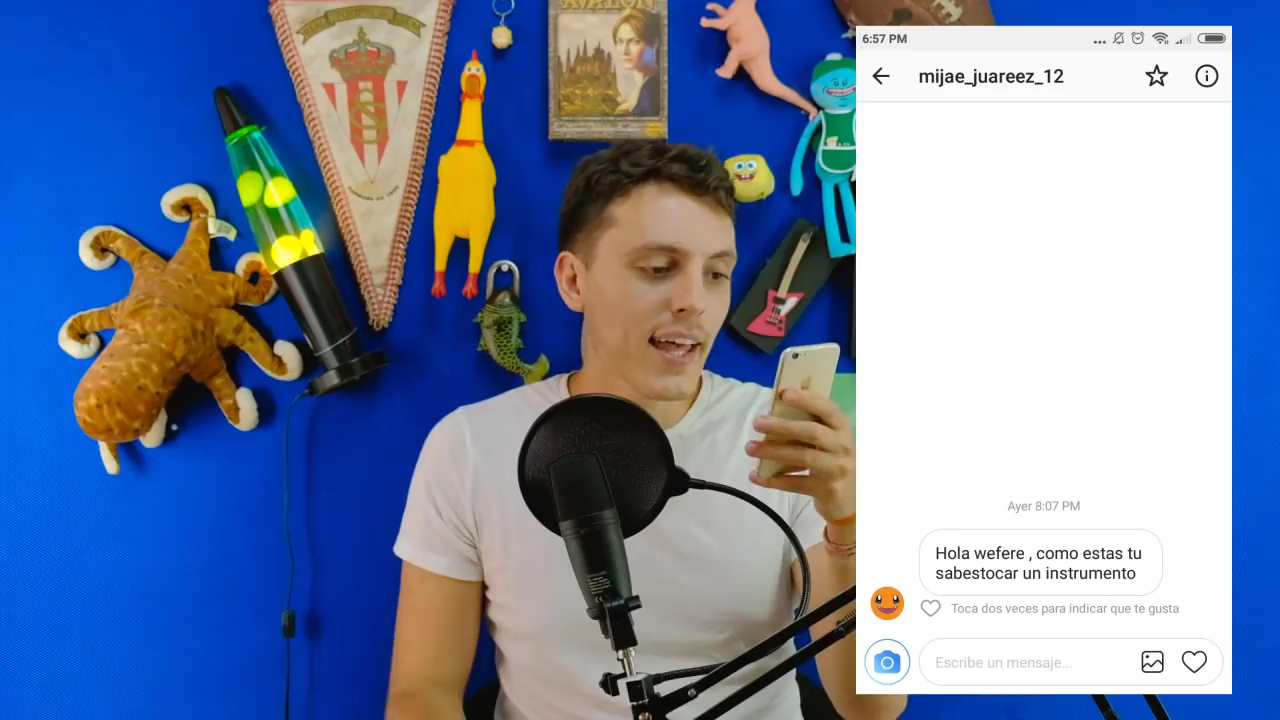 AVALON
6:57 PM
mijae_juareez_12
Ayer 8:07 PM
Hola wefere , como estas tu
sabestocar un instrumento
Toca dos veces para indicar que te gusta
Escribe un mensaje...